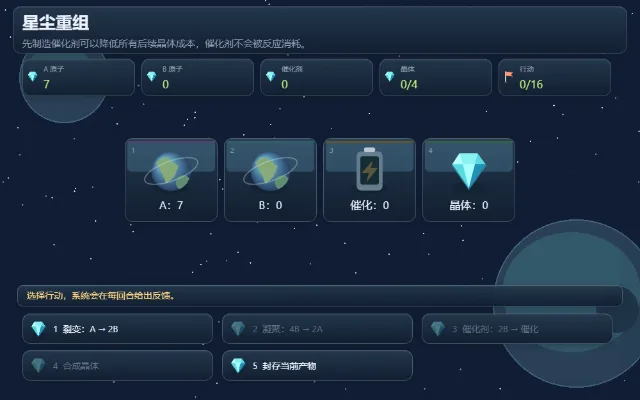 星尘重组
先制造催化剂可以降低所有后续晶体成本，催化剂不会被反应消耗。
A 原子
7
B 原子
0
催化剂
0
晶体
0/4
行动
0/16
1
A：7
2
B：0
3
催化：0
4
晶体：0
选择行动，系统会在每回合给出反馈。
1 裂变：A → 2B
2 凝聚：4B → 2A
3 催化剂：2B → 催化
4 合成晶体
5 封存当前产物